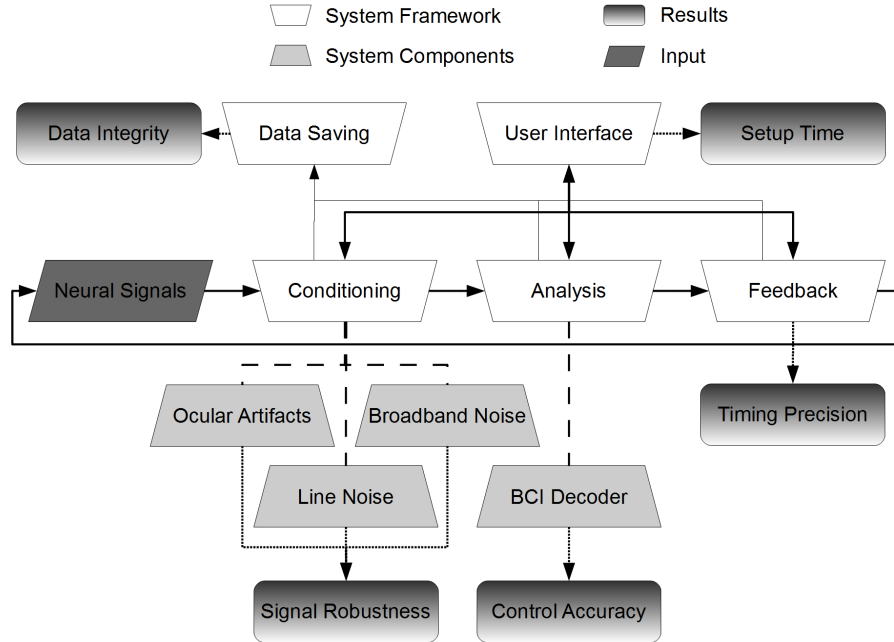 System Framework
Results
System Components
Input
Data Integrity
Data Saving
User Interface
Setup Time
Neural Signals
Conditioning
Analysis
Feedback
Ocular Artifacts
Broadband Noise
Timing Precision
Line Noise
BCI Decoder
Signal Robustness
Control Accuracy